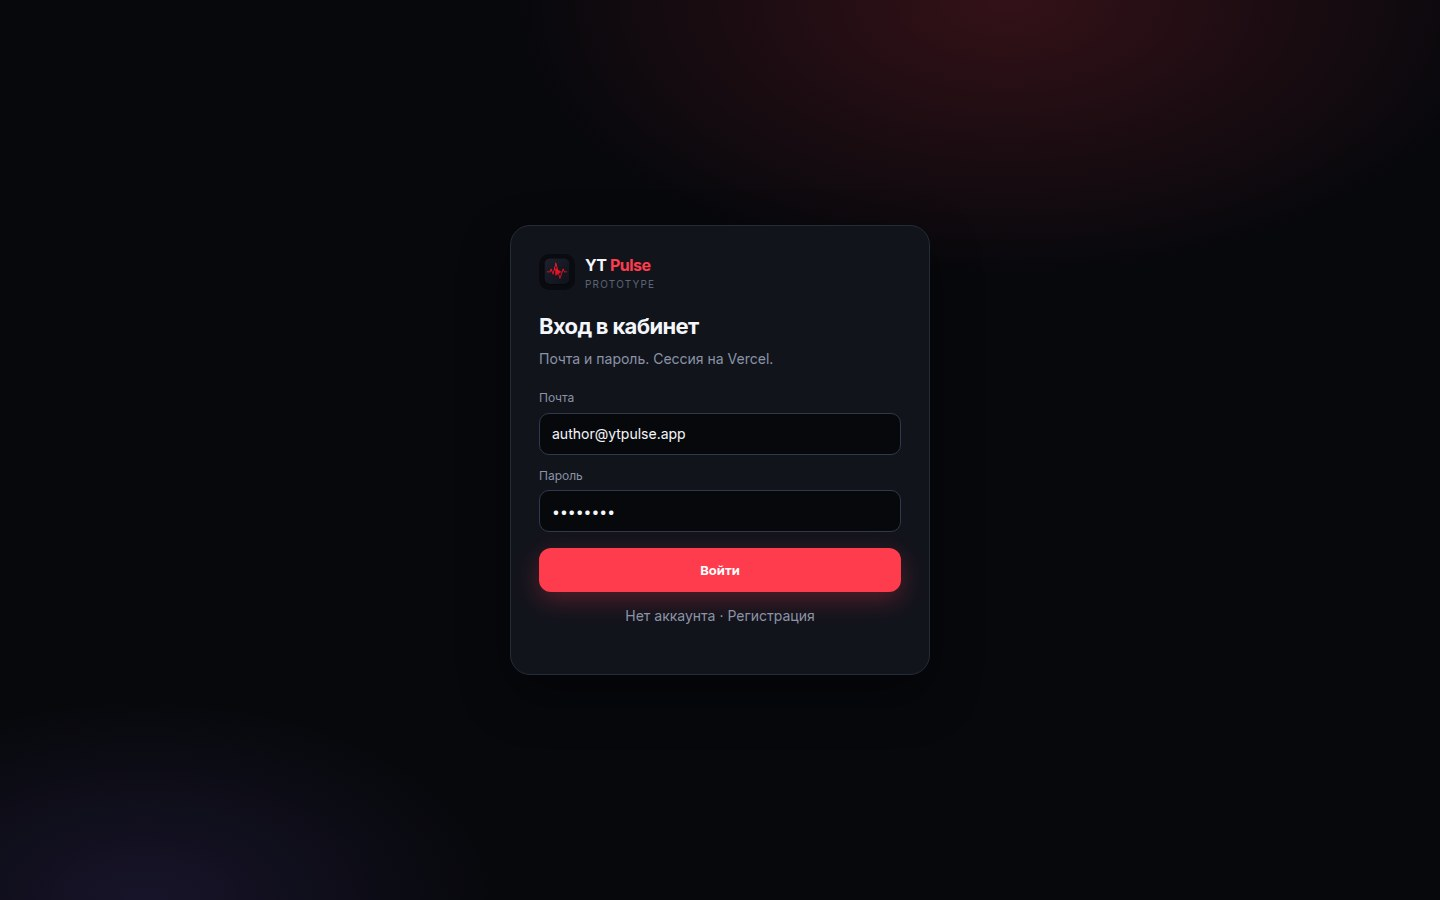 YT Pulse
PROTOTYPE
Вход в кабинет
Почта и пароль. Сессия на Vercel.
Почта
author@ytpulse.app
Пароль
••••••••
Войти
Нет аккаунта · Регистрация